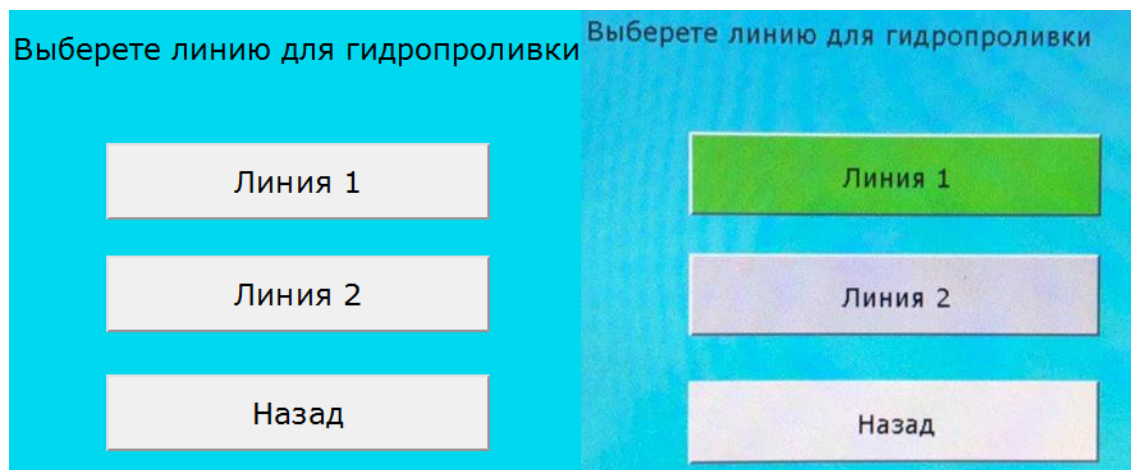 Выберете линию для гидропроливки
Линия 1
Линия 2
Назад
Выберете линию для гидропроливки
Линия 1
Линия 2
Назад